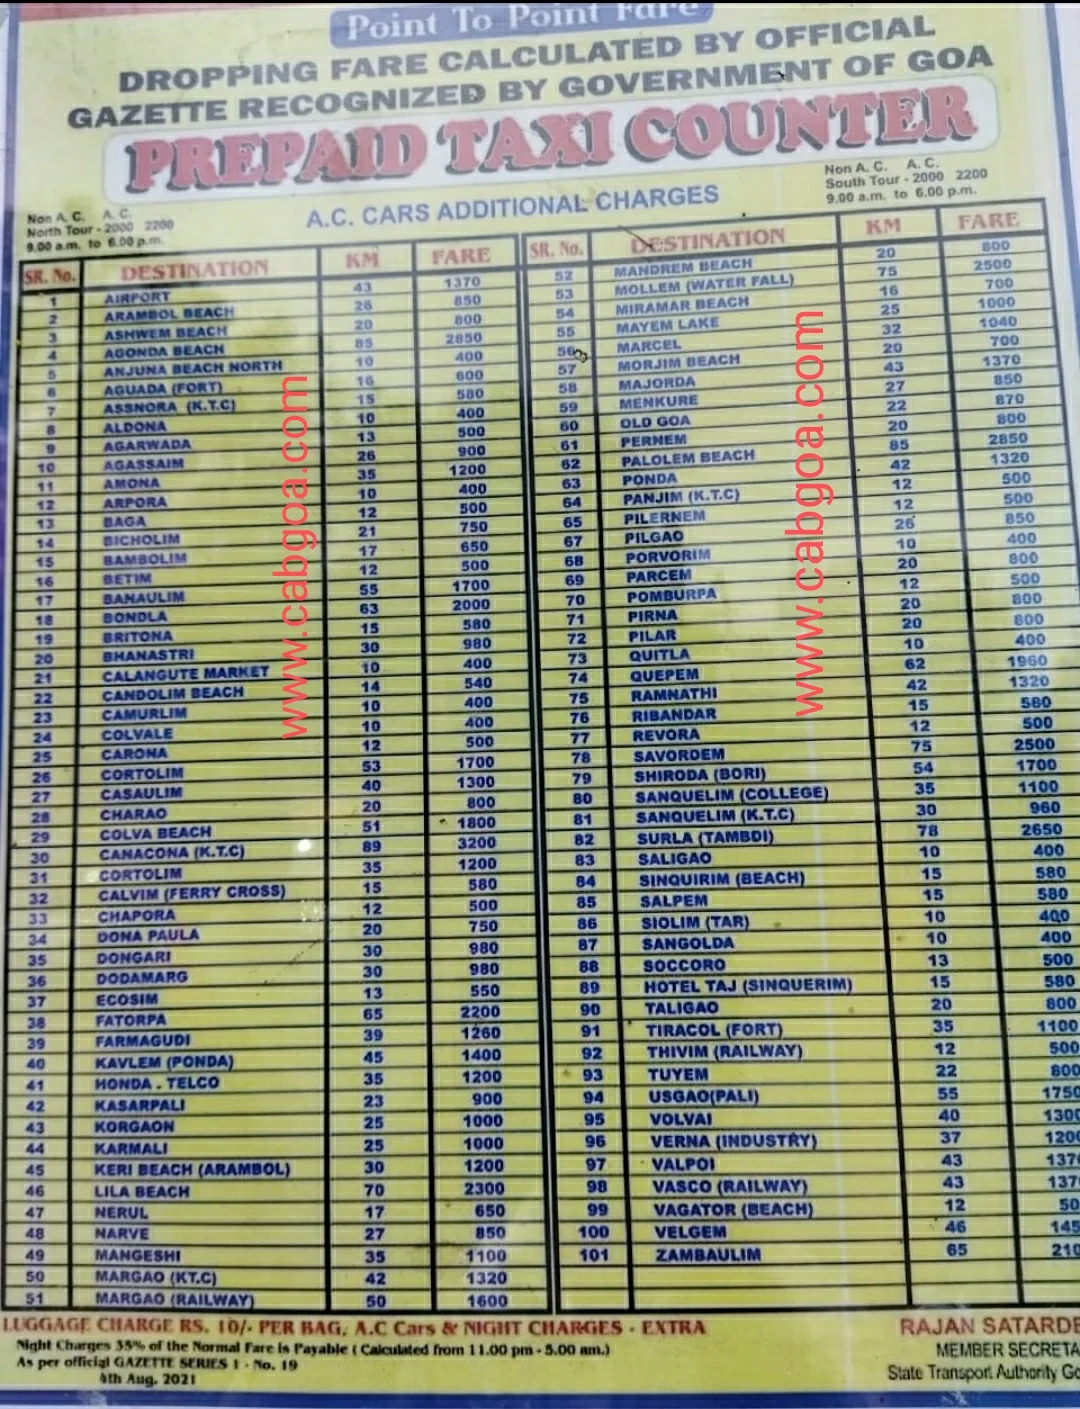 Point To Point Fare
DROPPING FARE CALCULATED BY OFFICIAL
GAZETTE RECOGNIZED BY GOVERNMENT OF GOA
PREPAID TAXI COUNTER
Non A. C. A. C.
North Tour - 2000 2200
9.00 a.m. to 6.00 p.m.
A.C. CARS ADDITIONAL CHARGES
Non A. C. A. C.
South Tour - 2000 2200
9.00 a.m. to 6.00 p.m.
SR. No. DESTINATION KM FARE
1 AIRPORT 43 1370
2 ARAMBOL BEACH 26 850
3 ASHWEM BEACH 20 800
4 AGONDA BEACH 85 2850
5 ANJUNA BEACH NORTH 10 400
6 AGUADA (FORT) 16 600
7 ASSNORA (K.T.C) 15 580
8 ALDONA 10 400
9 AGARWADA 13 500
10 AGASSAIM 26 900
11 AMONA 35 1200
12 ARPORA 10 400
13 BAGA 12 500
14 BICHOLIM 21 750
15 BAMBOLIM 17 650
16 BETIM 12 500
17 BANAULIM 55 1700
18 BONDLA 63 2000
19 BRITONA 15 580
20 BHANASTRI 30 980
21 CALANGUTE MARKET 10 400
22 CANDOLIM BEACH 14 540
23 CAMURLIM 10 400
24 COLVALE 10 400
25 CARONA 12 500
26 CORTOLIM 53 1700
27 CASAULIM 40 1300
28 CHARAO 20 800
29 COLVA BEACH 51 1800
30 CANACONA (K.T.C) 89 3200
31 CORTOLIM 35 1200
32 CALVIM (FERRY CROSS) 15 580
33 CHAPORA 12 500
34 DONA PAULA 20 750
35 DONGARI 30 980
36 DODAMARG 30 980
37 ECOSIM 13 550
38 FATORPA 65 2200
39 FARMAGUDI 39 1260
40 KAVLEM (PONDA) 45 1400
41 HONDA - TELCO 35 1200
42 KASARPALI 23 900
43 KORGAON 25 1000
44 KARMALI 25 1000
45 KERI BEACH (ARAMBOL) 30 1200
46 LILA BEACH 70 2300
47 NERUL 17 650
48 NARVE 27 850
49 MANGESHI 35 1100
50 MARGAO (KT.C) 42 1320
51 MARGAO (RAILWAY) 50 1600
SR. No. DESTINATION KM FARE
52 MANDREM BEACH 20 800
53 MOLLEM (WATER FALL) 75 2500
54 MIRAMAR BEACH 16 700
55 MAYEM LAKE 25 1000
56 MARCEL 32 1040
57 MORJIM BEACH 20 700
58 MAJORDA 43 1370
59 MENKURE 27 850
60 OLD GOA 22 870
61 PERNEM 20 800
62 PALOLEM BEACH 85 2850
63 PONDA 42 1320
64 PANJIM (K.T.C) 12 500
65 PILERNEM 12 500
67 PILGAO 26 850
68 PORVORIM 10 400
69 PARCEM 20 800
70 POMBURPA 12 500
71 PIRNA 20 800
72 PILAR 20 800
73 QUITLA 10 400
74 QUEPEM 62 1960
75 RAMNATHI 42 1320
76 RIBANDAR 15 580
77 REVORA 12 500
78 SAVORDEM 75 2500
79 SHIRODA (BORI) 54 1700
80 SANQUELIM (COLLEGE) 35 1100
81 SANQUELIM (K.T.C) 30 960
82 SURLA (TAMBDI) 78 2650
83 SALIGAO 10 400
84 SINQUIRIM (BEACH) 15 580
85 SALPEM 15 580
86 SIOLIM (TAR) 10 400
87 SANGOLDA 10 400
88 SOCCORO 13 500
89 HOTEL TAJ (SINQUERIM) 15 580
90 TALIGAO 20 800
91 TIRACOL (FORT) 35 1100
92 THIVIM (RAILWAY) 12 500
93 TUYEM 22 800
94 USGAO(PALI) 55 1750
95 VOLVAI 40 1300
96 VERNA (INDUSTRY) 37 1200
97 VALPOI 43 137
98 VASCO (RAILWAY) 43 137
99 VAGATOR (BEACH) 12 50
100 VELGEM 46 145
101 ZAMBAULIM 65 210
www.cabgoa.com
www.cabgoa.com
LUGGAGE CHARGE RS. 10/- PER BAG, A.C Cars & NIGHT CHARGES - EXTRA
Night Charges 35% of the Normal Fare is Payable ( Calculated from 11.00 pm - 5.00 am.)
As per official GAZETTE SERIES 1 - No. 19
4th Aug. 2021
RAJAN SATARDE
MEMBER SECRETA
State Transport Authority Go